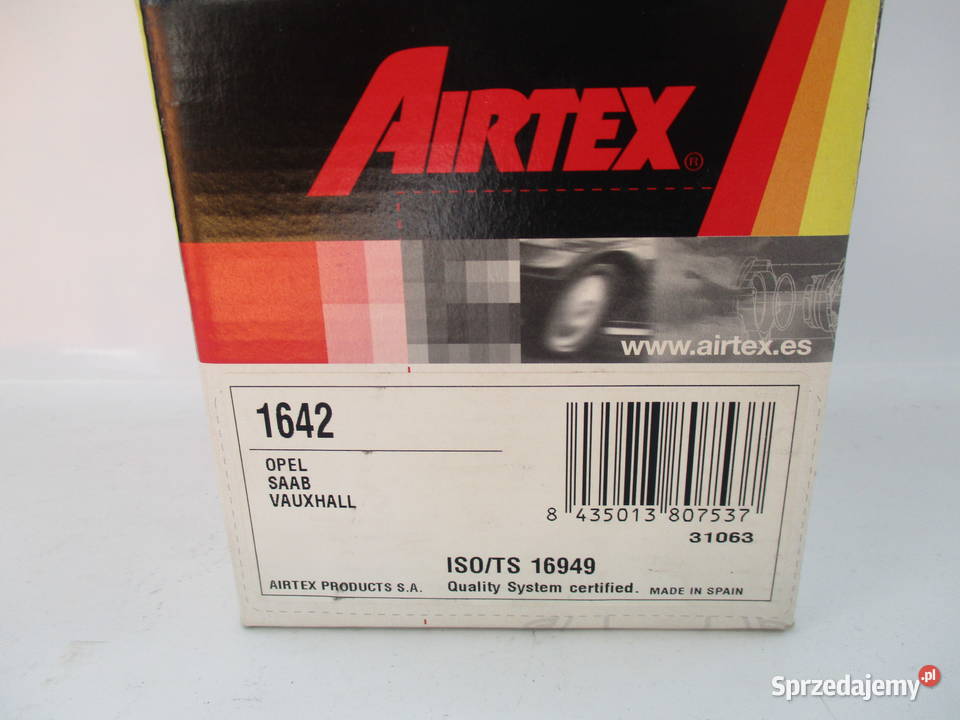 AIRTEX®
www.airtex.es
1642
OPEL
SAAB
VAUXHALL
8 435013 807537
31063
ISO/TS 16949
AIRTEX PRODUCTS S.A. Quality System certified. MADE IN SPAIN
Sprzedajemy.pl